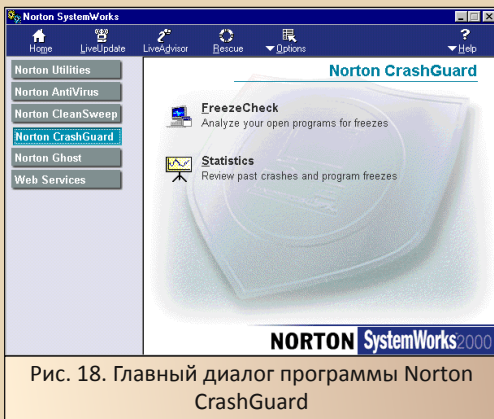 Norton SystemWorks
Home LiveUpdate LiveAdvisor Rescue Options Help
Norton Utilities
Norton AntiVirus
Norton CleanSweep
Norton CrashGuard
Norton Ghost
Web Services
Norton CrashGuard
FreezeCheck
Analyze your open programs for freezes
Statistics
Review past crashes and program freezes
NORTON SystemWorks 2000
Рис. 18. Главный диалог программы Norton
CrashGuard